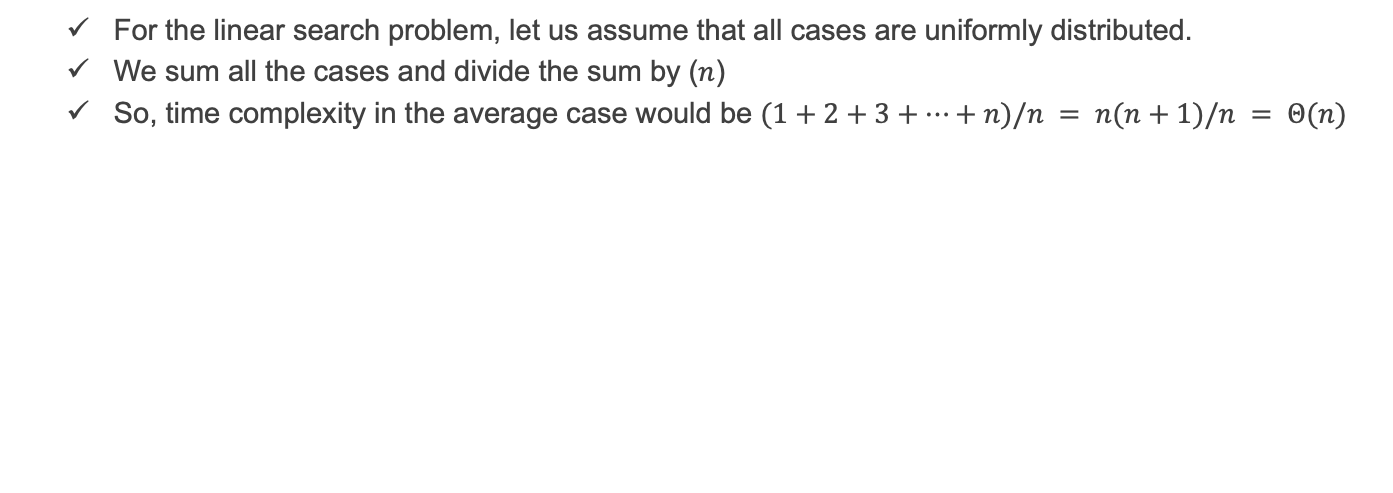 ✓ For the linear search problem, let us assume that all cases are uniformly distributed.
✓ We sum all the cases and divide the sum by (n)
✓ So, time complexity in the average case would be (1 + 2 + 3 + ⋯ + n)/n = n(n + 1)/n = Θ(n)